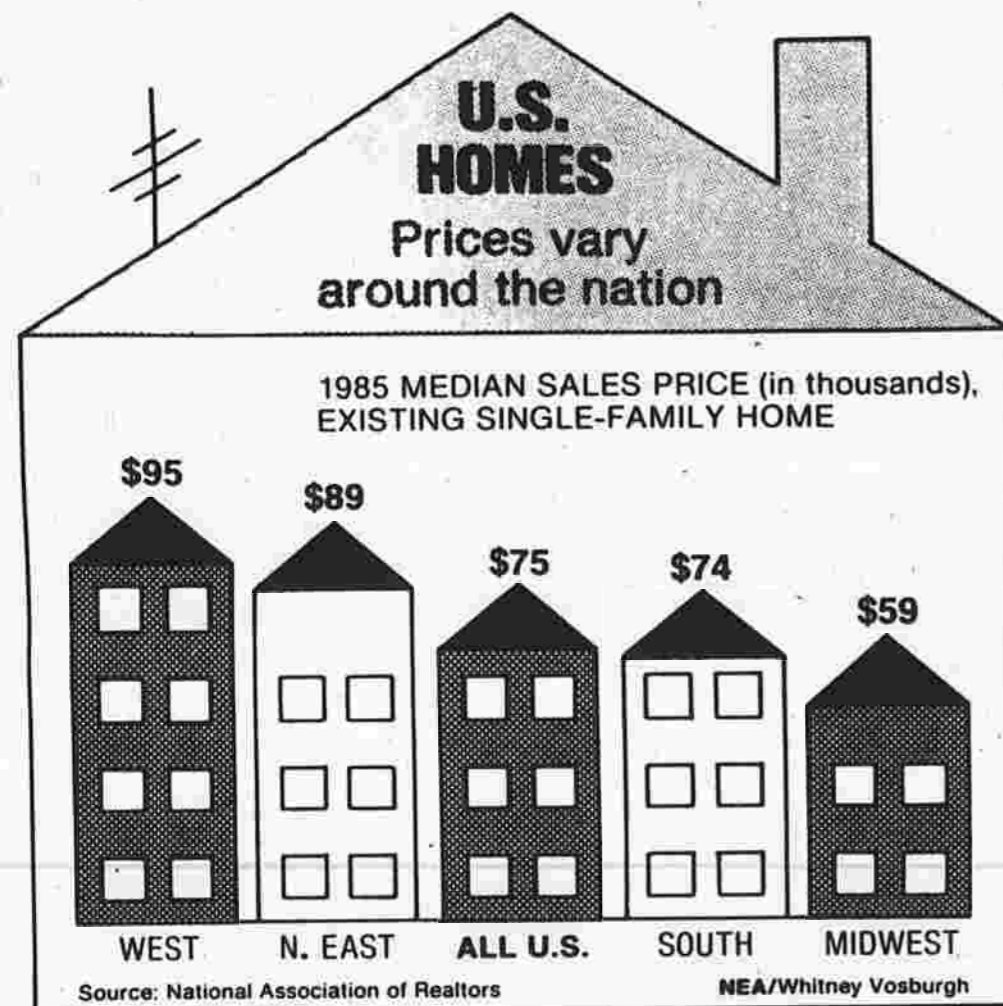 U.S.
HOMES
Prices vary
around the nation
1985 MEDIAN SALES PRICE (in thousands),
EXISTING SINGLE-FAMILY HOME
$95
$89
$75
$74
$59
WEST
N. EAST
ALL U.S.
SOUTH
MIDWEST
Source: National Association of Realtors
NEA/Whitney Vosburgh